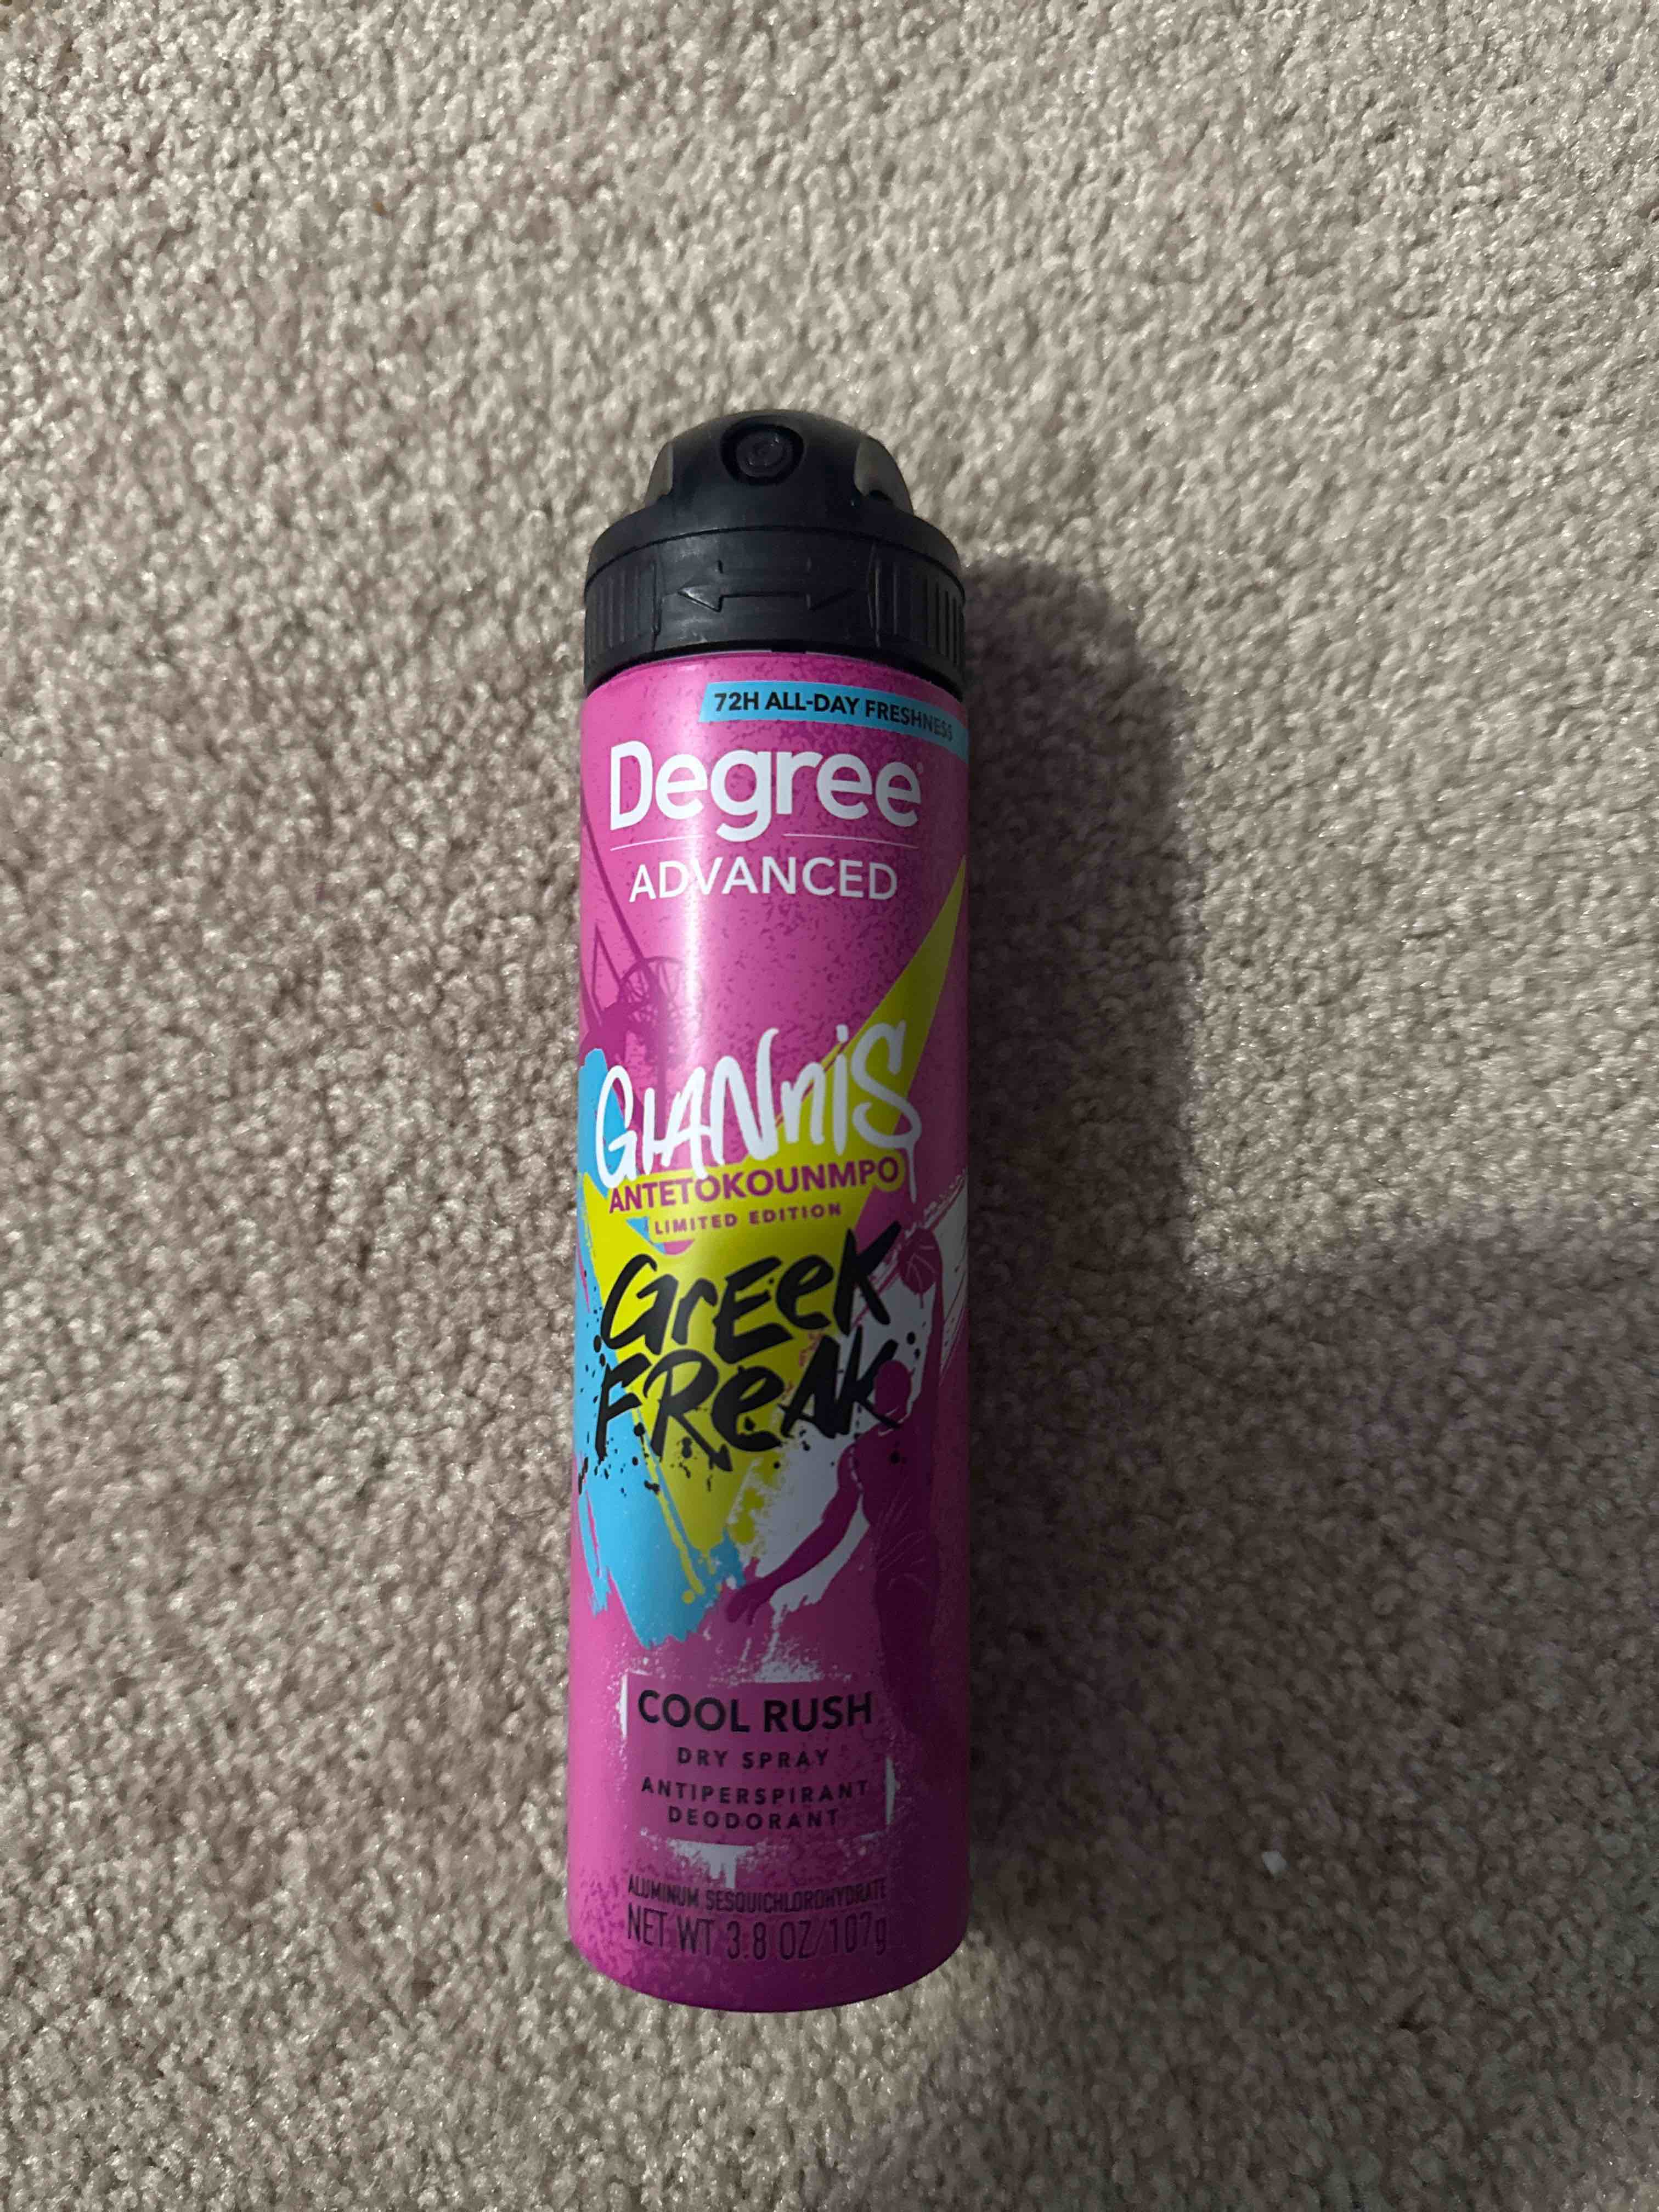 72H ALL-DAY FRESHNESS
Degree
ADVANCED
GIANNIS
ANTETOKOUNMPO
LIMITED EDITION
GREEK
FREAK
COOL RUSH
DRY SPRAY
ANTIPERSPIRANT
DEODORANT
ALUMINUM SESQUICHLOROHYDRATE
NET WT 3.8 OZ/107g